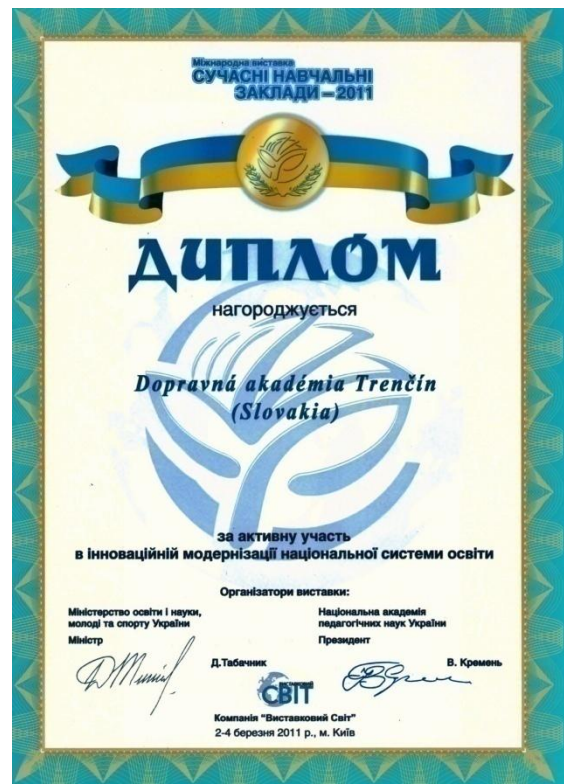 Міжнародна виставка
СУЧАСНІ НАВЧАЛЬНІ
ЗАКЛАДИ – 2011
ДИПЛОМ
нагороджується
Dopravná akadémia Trenčín
(Slovakia)
за активну участь
в інноваційній модернізації національної системи освіти
Організатори виставки:
Міністерство освіти і науки,
молоді та спорту України
Міністр
Д.Табачник
Національна академія
педагогічних наук України
Президент
В. Кремень
ВИСТАВКОВИЙ
СВІТ
Компанія "Виставковий Світ"
2-4 березня 2011 р., м. Київ